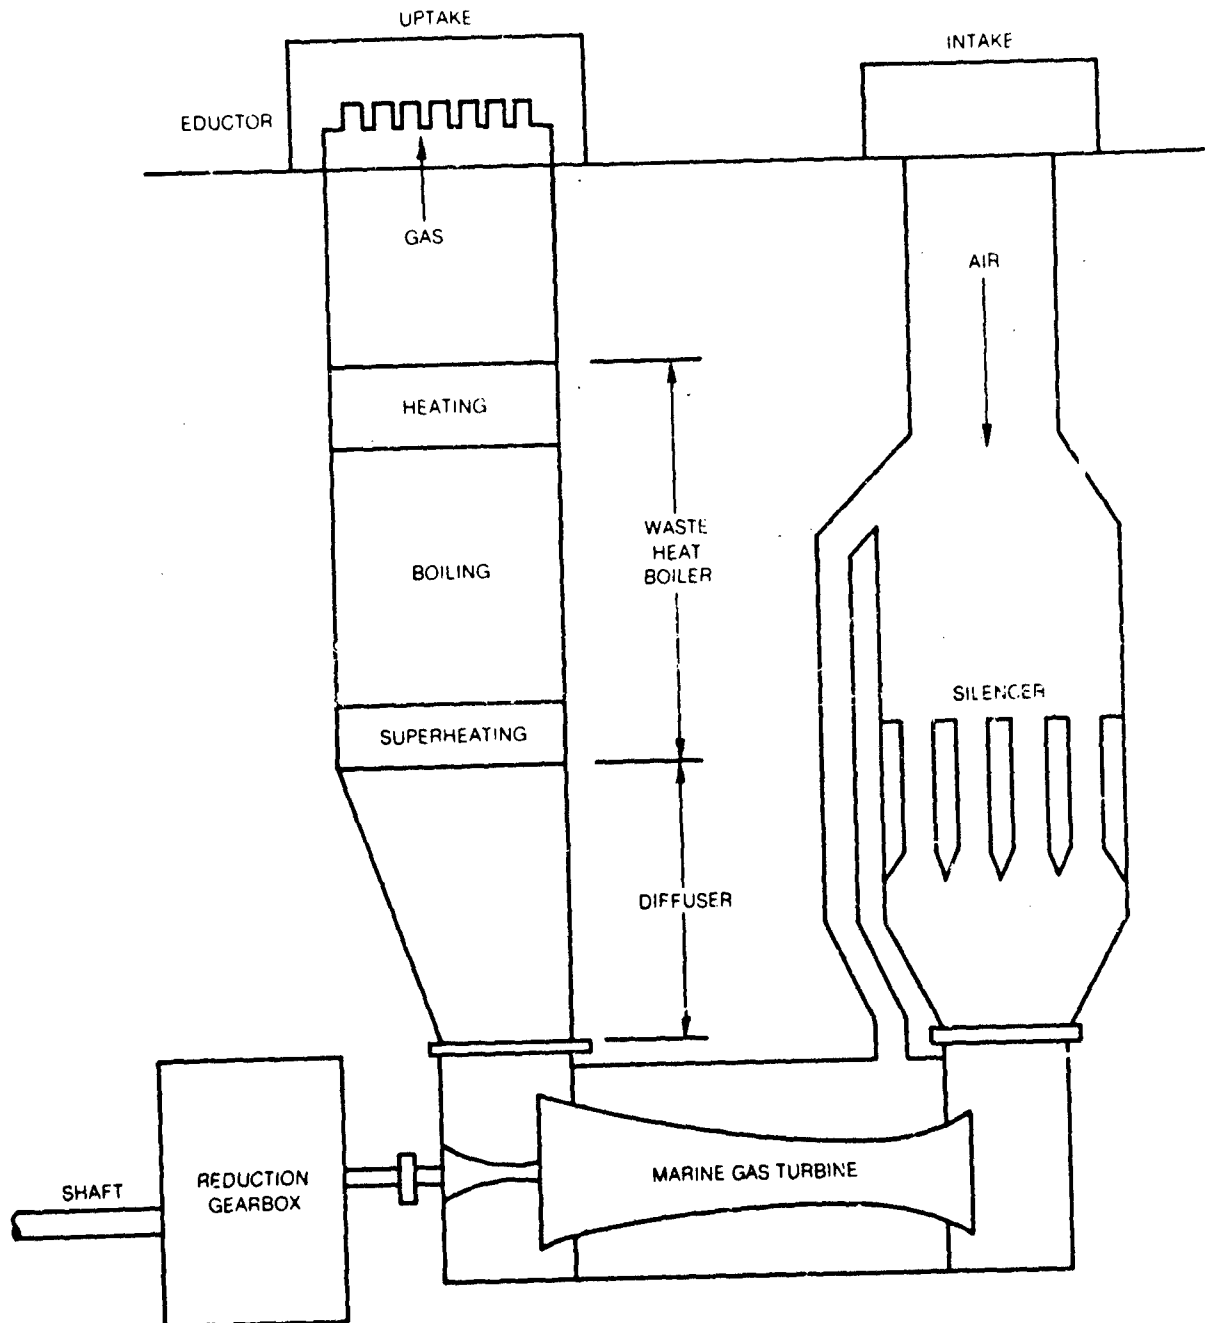 UPTAKE
INTAKE
EDUCTOR
GAS
AIR
HEATING
WASTE
HEAT
BOILER
BOILING
SILENCER
SUPERHEATING
DIFFUSER
MARINE GAS TURBINE
REDUCTION
GEARBOX
SHAFT